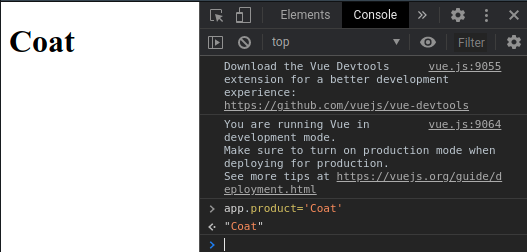 Coat
Elements Console »
top Filter
Download the Vue Devtools vue.js:9055
extension for a better development
experience:
https://github.com/vuejs/vue-devtools
You are running Vue in vue.js:9064
development mode.
Make sure to turn on production mode when
deploying for production.
See more tips at https://vuejs.org/guide/d
eployment.html
> app.product='Coat'
<· "Coat"
>